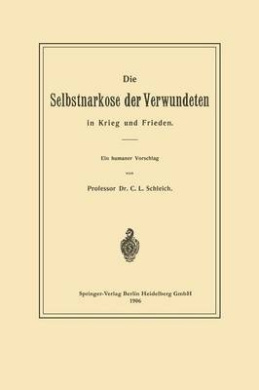 Die
Selbstnarkose der Verwundeten
in Krieg und Frieden.
Ein humaner Vorschlag
von
Professor Dr. C. L. Schleich.
Springer-Verlag Berlin Heidelberg GmbH
1906